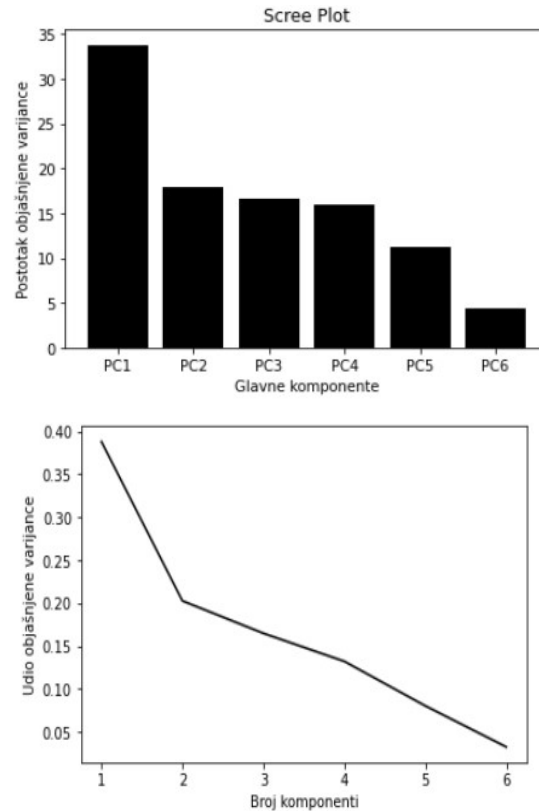 Scree Plot
35
30
25
20
15
10
5
0
Postotak objašnjene varijance
PC1 PC2 PC3 PC4 PC5 PC6
Glavne komponente
0.40
0.35
0.30
0.25
0.20
0.15
0.10
0.05
Udio objašnjene varijance
1 2 3 4 5 6
Broj komponenti